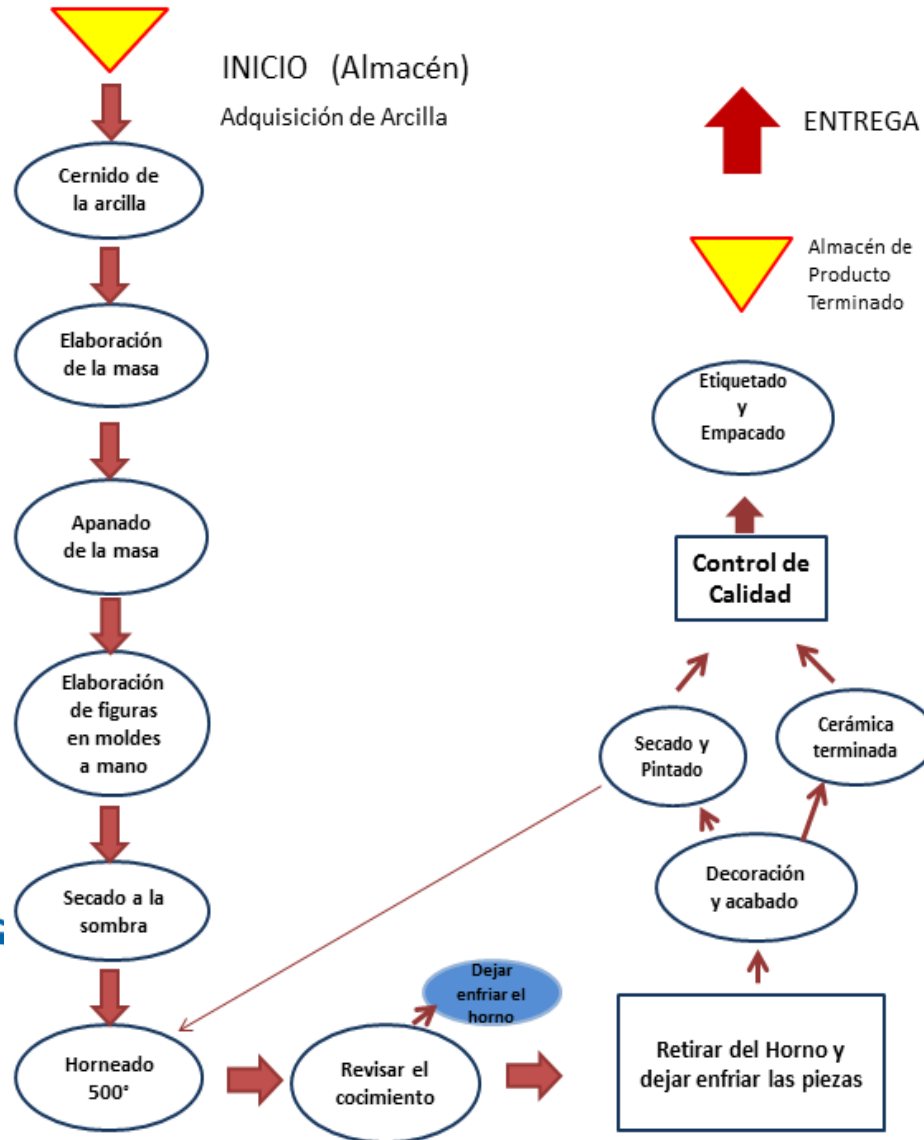 INICIO (Almacén)
Adquisición de Arcilla
Cernido de
la arcilla
Elaboración
de la masa
Apanado
de la masa
Elaboración
de figuras
en moldes
a mano
Secado a la
sombra
Horneado
500°
Revisar el
cocimiento
Dejar
enfriar el
horno
Retirar del Horno y
dejar enfriar las piezas
Decoración
y acabado
Secado y
Pintado
Cerámica
terminada
Control de
Calidad
Etiquetado
y
Empacado
Almacén de
Producto
Terminado
ENTREGA